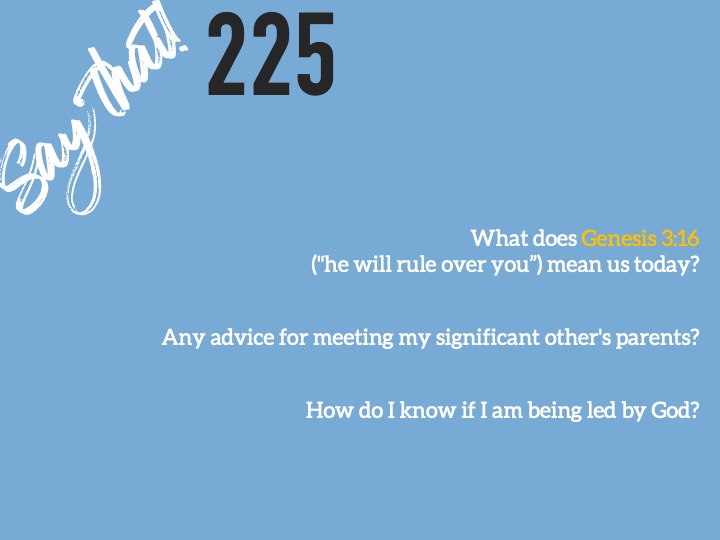 Say that!
225
What does Genesis 3:16
("he will rule over you”) mean us today?
Any advice for meeting my significant other's parents?
How do I know if I am being led by God?